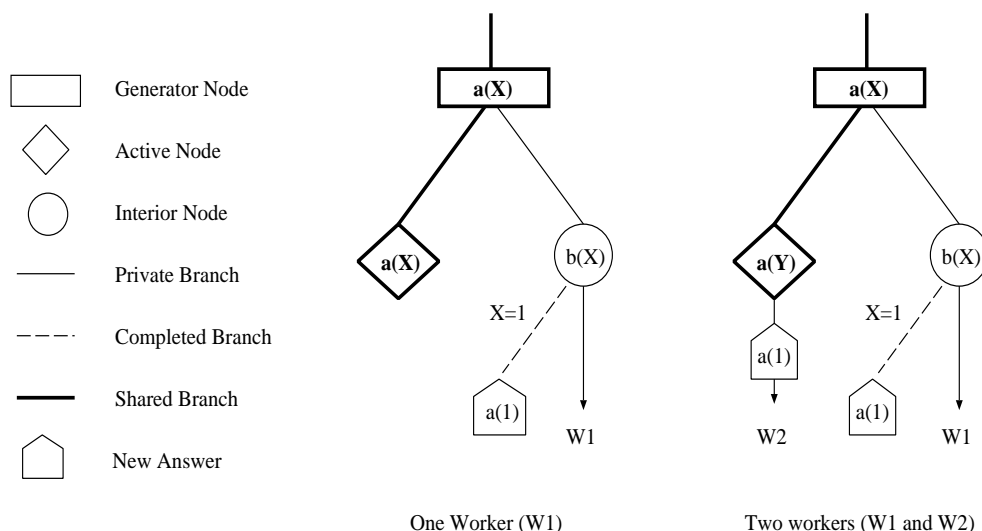 Generator Node
Active Node
Interior Node
Private Branch
Completed Branch
Shared Branch
New Answer
a(X)
a(X)
b(X)
X=1
a(1)
W1
One Worker (W1)
a(X)
a(Y)
b(X)
X=1
a(1)
a(1)
W2
W1
Two workers (W1 and W2)